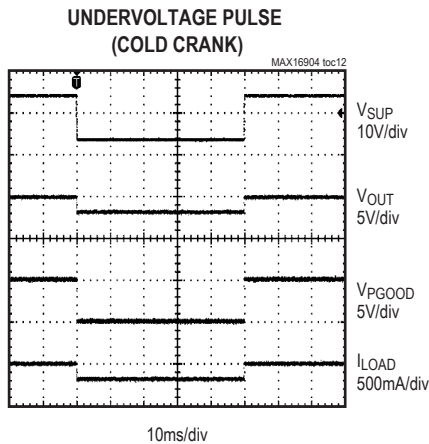 UNDERVOLTAGE PULSE
(COLD CRANK)
MAX16904 toc12
T
VSUP
10V/div
VOUT
5V/div
VPGOOD
5V/div
ILOAD
500mA/div
10ms/div